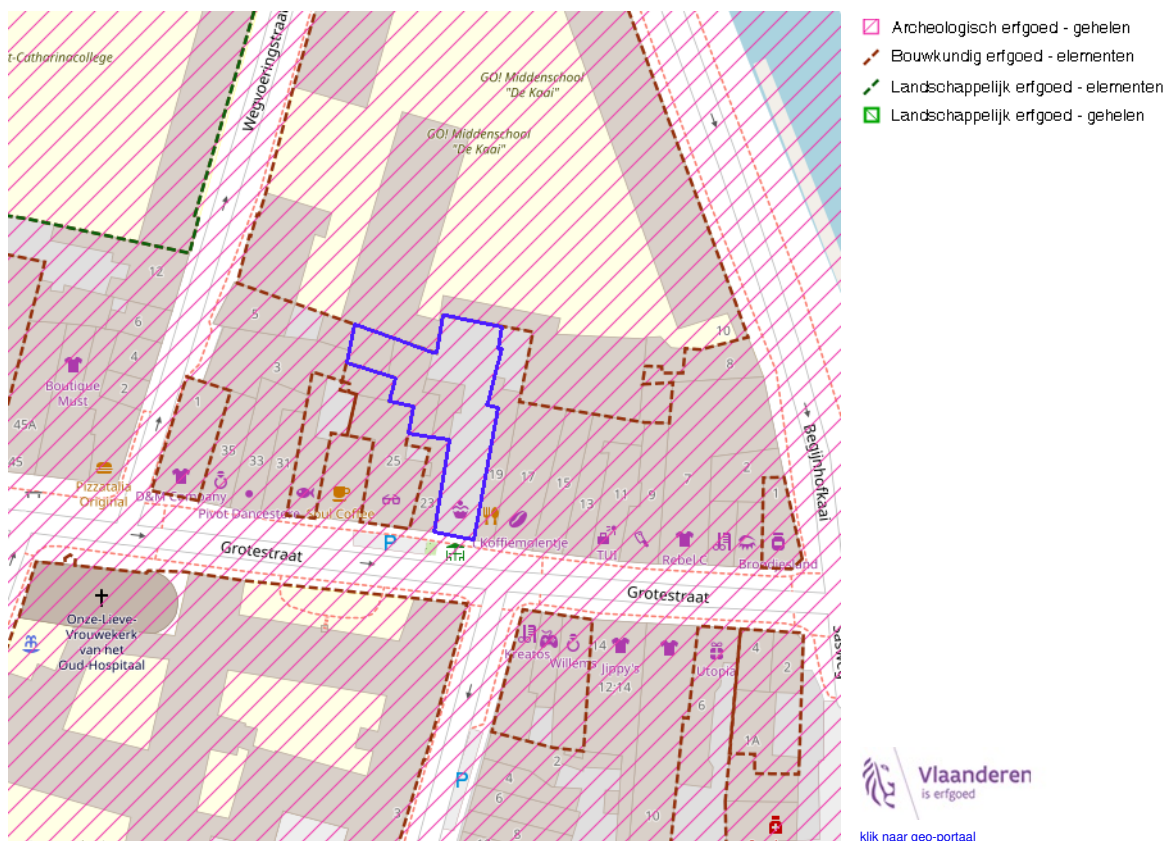 t-Catharinacollege
Wegvoeringstraat
GO! Middenschool
"De Kaai"
GO! Middenschool
"De Kaai"
12
6
4
2
5
3
1
10
8
Boutique
Must
45A
45
Pizzatalia
Original
D&M Company
35
33
31
25
23
19
17
15
13
11
9
7
2
1
Pivot Dancestore
Soul Coffee
Koffiemolentje
TUI
Rebel.C
Broodjesland
Begijnhofkaai
P
Grotestraat
Grotestraat
Onze-Lieve-
Vrouwekerk
van het
Oud-Hospitaal
Kreatos
Willems
14
Jippy's
12-14
Utopia
4
2
6
1A
2
4
6
8
10
3
P
Archeologisch erfgoed - gehelen
Bouwkundig erfgoed - elementen
Landschappelijk erfgoed - elementen
Landschappelijk erfgoed - gehelen
Vlaanderen
is erfgoed
klik naar geo-portaal